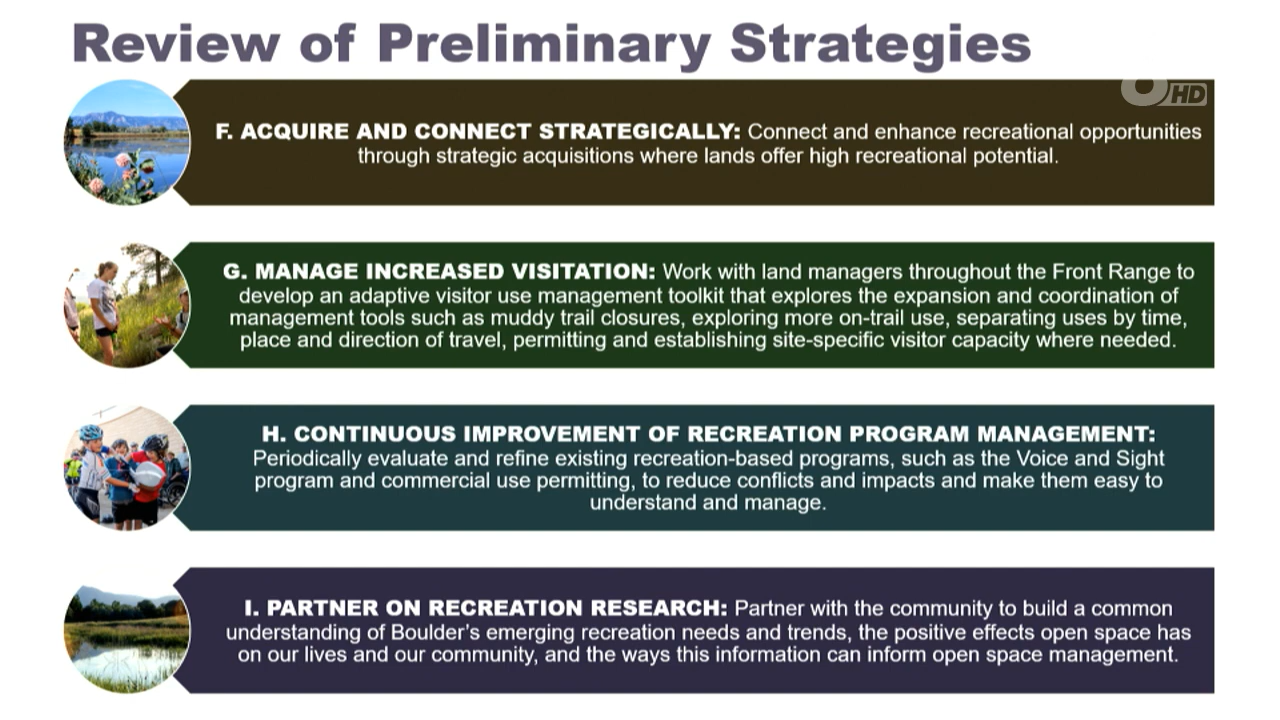 Review of Preliminary Strategies
8 HD
F. ACQUIRE AND CONNECT STRATEGICALLY: Connect and enhance recreational opportunities
through strategic acquisitions where lands offer high recreational potential.
G. MANAGE INCREASED VISITATION: Work with land managers throughout the Front Range to
develop an adaptive visitor use management toolkit that explores the expansion and coordination of
management tools such as muddy trail closures, exploring more on-trail use, separating uses by time,
place and direction of travel, permitting and establishing site-specific visitor capacity where needed.
H. CONTINUOUS IMPROVEMENT OF RECREATION PROGRAM MANAGEMENT:
Periodically evaluate and refine existing recreation-based programs, such as the Voice and Sight
program and commercial use permitting, to reduce conflicts and impacts and make them easy to
understand and manage.
I. PARTNER ON RECREATION RESEARCH: Partner with the community to build a common
understanding of Boulder’s emerging recreation needs and trends, the positive effects open space has
on our lives and our community, and the ways this information can inform open space management.